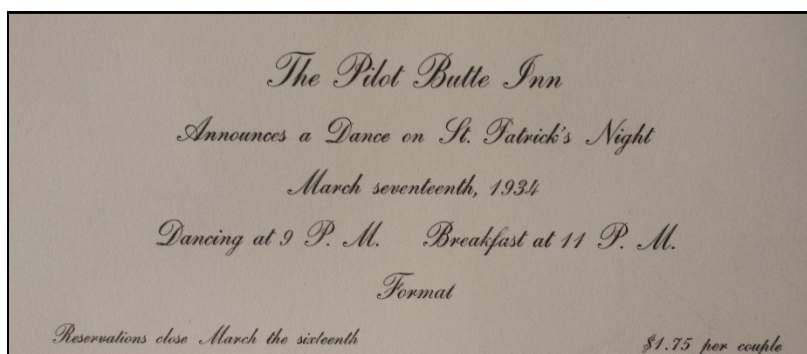 The Pilot Butte Inn
Announces a Dance on St. Patrick's Night
March seventeenth, 1934
Dancing at 9 P. M. Breakfast at 11 P. M.
Formal
Reservations close March the sixteenth $1.75 per couple